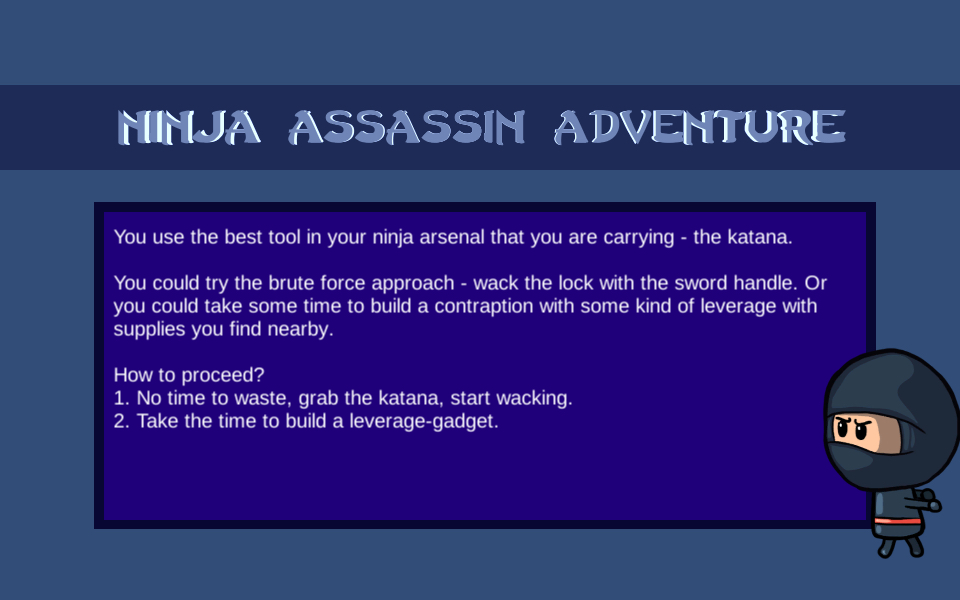 NINJA ASSASSIN ADVENTURE
You use the best tool in your ninja arsenal that you are carrying - the katana.
You could try the brute force approach - wack the lock with the sword handle. Or
you could take some time to build a contraption with some kind of leverage with
supplies you find nearby.
How to proceed?
1. No time to waste, grab the katana, start wacking.
2. Take the time to build a leverage-gadget.